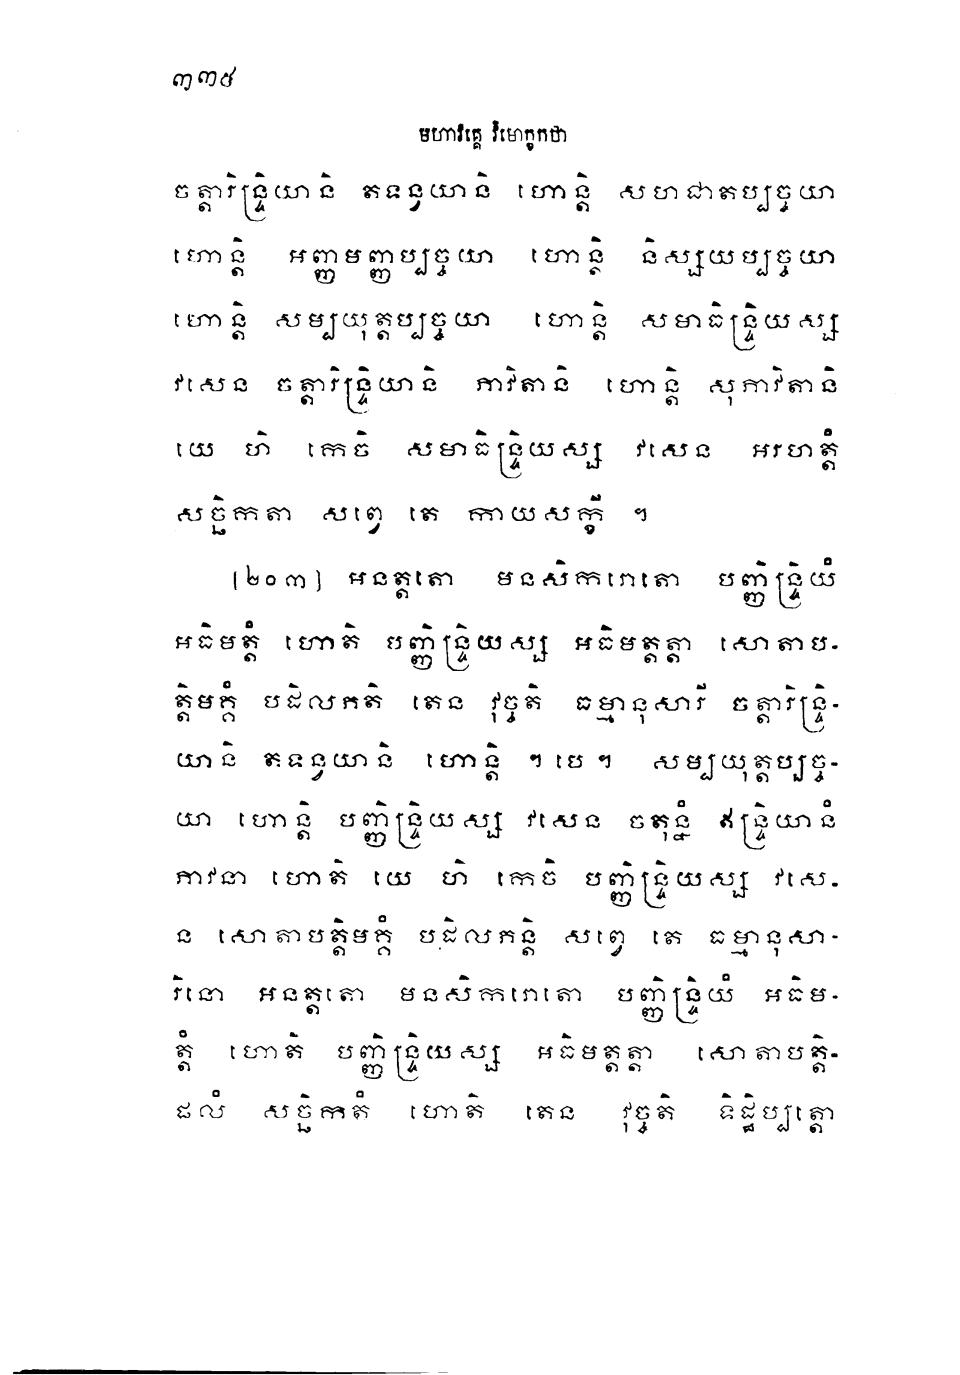 ៣៣៥
មហាវគ្គេ វិមោក្ខកថា
ចត្តារិន្ទ្រិយានិ តទន្វយានិ ហោន្តិ សហជាតប្បច្ចយា
ហោន្តិ អញ្ញមញ្ញប្បច្ចយា ហោន្តិ និស្សយប្បច្ចយា
ហោន្តិ សម្បយុត្តប្បច្ចយា ហោន្តិ សមាធិន្ទ្រិយស្ស
វសេន ចត្តារិន្ទ្រិយានិ ភាវិតានិ ហោន្តិ សុភាវិតានិ
យេ ហិ កេចិ សមាធិន្ទ្រិយស្ស វសេន អរហត្តំ
សច្ឆិកតា សព្វេ តេ កាយសក្ខី ។
[២០៣] អនត្តតោ មនសិករោតោ បញ្ញិន្ទ្រិយំ
អធិមត្តំ ហោតិ បញ្ញិន្ទ្រិយស្ស អធិមត្តត្តា សោតាប-
ត្តិមគ្គំ បដិលភតិ តេន វុច្ចតិ ធម្មានុសារី ចត្តារិន្ទ្រិ-
យានិ តទន្វយានិ ហោន្តិ ។បេ។ សម្បយុត្តប្បច្ច-
យា ហោន្តិ បញ្ញិន្ទ្រិយស្ស វសេន ចតុន្នំ ឥន្ទ្រិយានំ
ភាវនា ហោតិ យេ ហិ កេចិ បញ្ញិន្ទ្រិយស្ស វសេ-
ន សោតាបត្តិមគ្គំ បដិលភន្តិ សព្វេ តេ ធម្មានុសា-
រិនោ អនត្តតោ មនសិករោតោ បញ្ញិន្ទ្រិយំ អធិម-
ត្តំ ហោតិ បញ្ញិន្ទ្រិយស្ស អធិមត្តត្តា សោតាបត្តិ-
ផលំ សច្ឆិកតំ ហោតិ តេន វុច្ចតិ ទិដ្ឋិប្បត្តោ